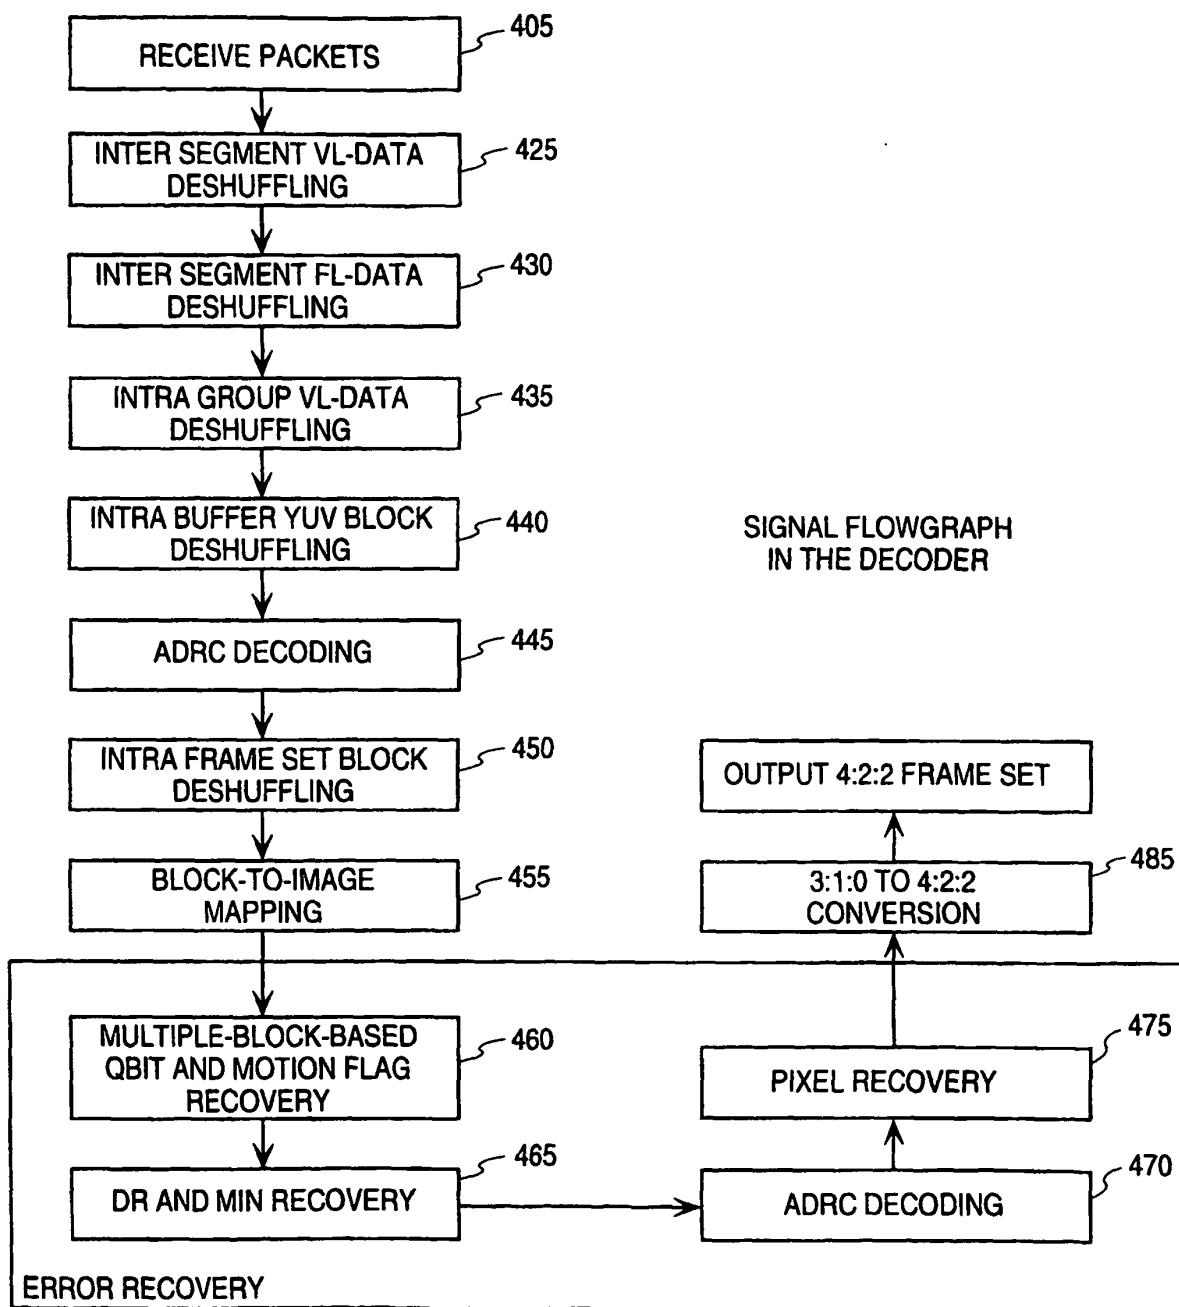 RECEIVE PACKETS
405
INTER SEGMENT VL-DATA
DESHUFFLING
425
INTER SEGMENT FL-DATA
DESHUFFLING
430
INTRA GROUP VL-DATA
DESHUFFLING
435
INTRA BUFFER YUV BLOCK
DESHUFFLING
440
SIGNAL FLOWGRAPH
IN THE DECODER
ADRC DECODING
445
INTRA FRAME SET BLOCK
DESHUFFLING
450
BLOCK-TO-IMAGE
MAPPING
455
MULTIPLE-BLOCK-BASED
QBIT AND MOTION FLAG
RECOVERY
460
DR AND MIN RECOVERY
465
ADRC DECODING
470
PIXEL RECOVERY
475
3:1:0 TO 4:2:2
CONVERSION
485
OUTPUT 4:2:2 FRAME SET
ERROR RECOVERY